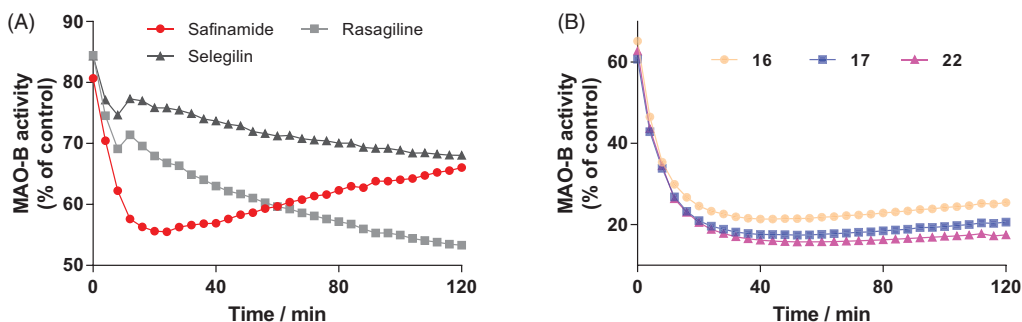 (A)
Safinamide
Rasagiline
Selegilin
MAO-B activity
(% of control)
90
80
70
60
50
0
40
80
120
Time / min
(B)
16
17
22
MAO-B activity
(% of control)
60
40
20
0
40
80
120
Time / min